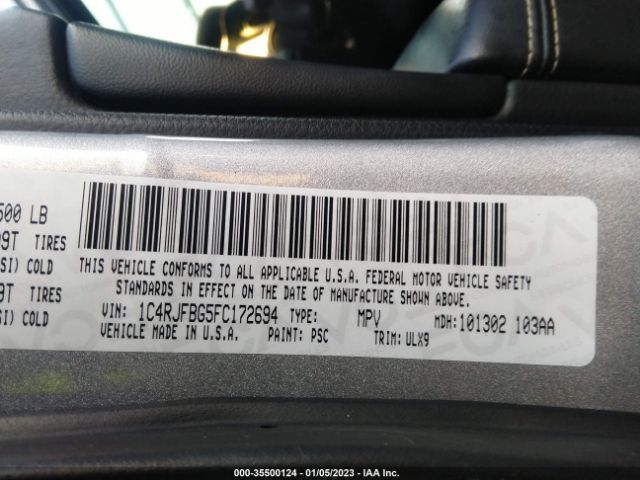 500 LB
99T TIRES
SI) COLD
9T TIRES
SI) COLD
THIS VEHICLE CONFORMS TO ALL APPLICABLE U.S.A. FEDERAL MOTOR VEHICLE SAFETY
STANDARDS IN EFFECT ON THE DATE OF MANUFACTURE SHOWN ABOVE.
VIN: 1C4RJFBG5FC172694 TYPE: MPV MDH: 101302 103AA
VEHICLE MADE IN U.S.A. PAINT: PSC TRIM: ULX9
000-35500124 - 01/05/2023 - IAA Inc.